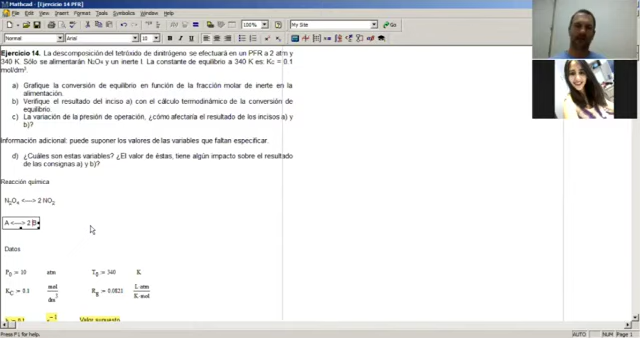 Mathcad - [Ejercicio 14 PFR]
File Edit View Insert Format Tools Symbolics Window Help
100% My Site Go
Normal Arial 10 B I U
Ejercicio 14. La descomposición del tetróxido de dinitrógeno se efectuará en un PFR a 2 atm y
340 K. Sólo se alimentarán N₂O₄ y un inerte I. La constante de equilibrio a 340 K es: Kc = 0.1
mol/dm³.
a) Grafique la conversión de equilibrio en función de la fracción molar de inerte en la
alimentación.
b) Verifique el resultado del inciso a) con el cálculo termodinámico de la conversión de
equilibrio.
c) La variación de la presión de operación, ¿cómo afectaría el resultado de los incisos a) y
b)?
Información adicional: puede suponer los valores de las variables que faltan especificar.
d) ¿Cuáles son estas variables? ¿El valor de éstas, tiene algún impacto sobre el resultado
de las consignas a) y b)?
Reacción química
N₂O₄ <----> 2 NO₂
A <----> 2 B
Datos
P₀ := 10 atm T₀ := 340 K
K_C := 0.1 mol/dm³ R_g := 0.0821 L·atm/K·mol
Valor supuesto
Press F1 for help. AUTO NUM Page 1